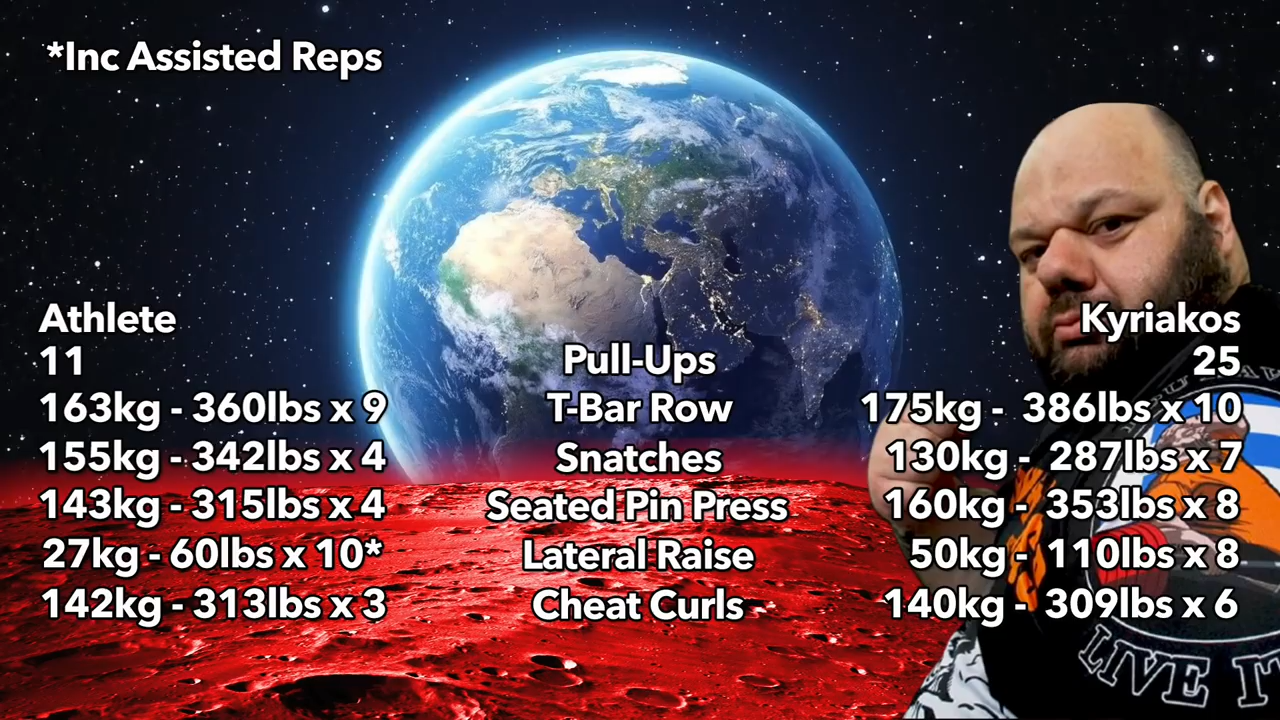 *Inc Assisted Reps
Athlete Kyriakos
11 Pull-Ups 25
163kg - 360lbs x 9 T-Bar Row 175kg - 386lbs x 10
155kg - 342lbs x 4 Snatches 130kg - 287lbs x 7
143kg - 315lbs x 4 Seated Pin Press 160kg - 353lbs x 8
27kg - 60lbs x 10* Lateral Raise 50kg - 110lbs x 8
142kg - 313lbs x 3 Cheat Curls 140kg - 309lbs x 6
LIVE IT